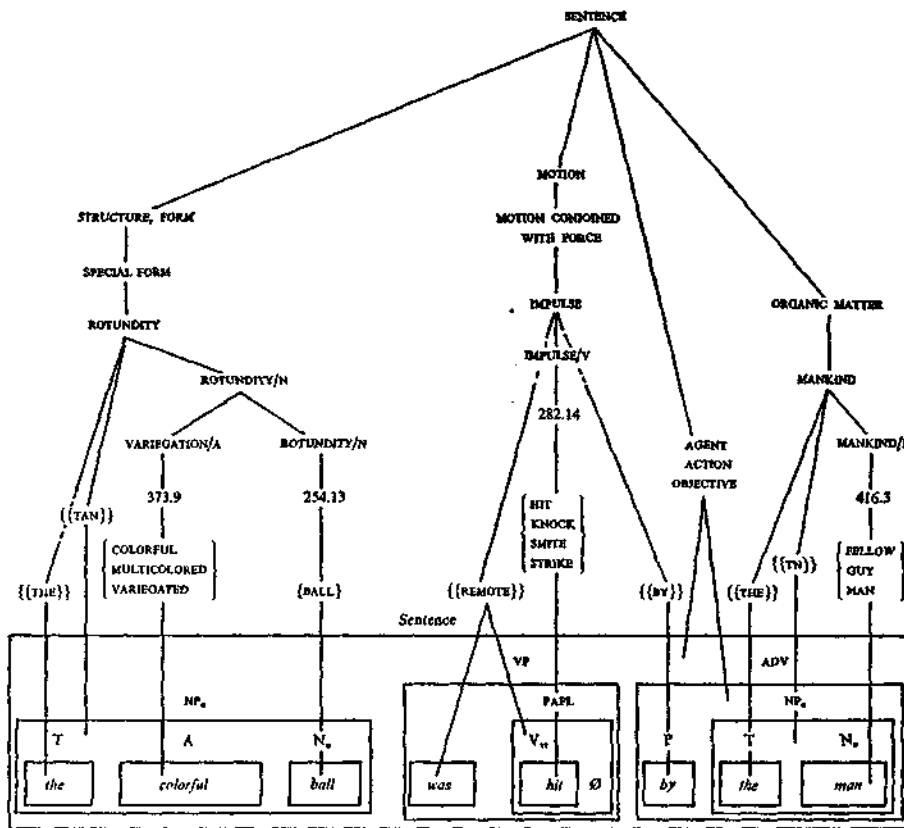 SENTENCE
MOTION
STRUCTURE, FORM
MOTION CONJOINED
WITH FORCE
SPECIAL FORM
IMPULSE
ORGANIC MATTER
ROTUNDITY
IMPULSE/V
ROTUNDITY/N
MANKIND
282.14
VARIEGATION/A
ROTUNDITY/N
AGENT
ACTION
OBJECTIVE
MANKIND/
373.9
254.13
416.3
{{TAN}}
HIT
KNOCK
SMITE
STRIKE
COLORFUL
MULTICOLORED
VARIEGATED
{{TN}}
FELLOW
GUY
MAN
{{THE}}
{BALL}
{{REMOTE}}
{{BY}}
{{THE}}
Sentence
VP
ADV
NP
PAPL
NP
T A N
V
P T N
the colorful ball was hit Ø by the man